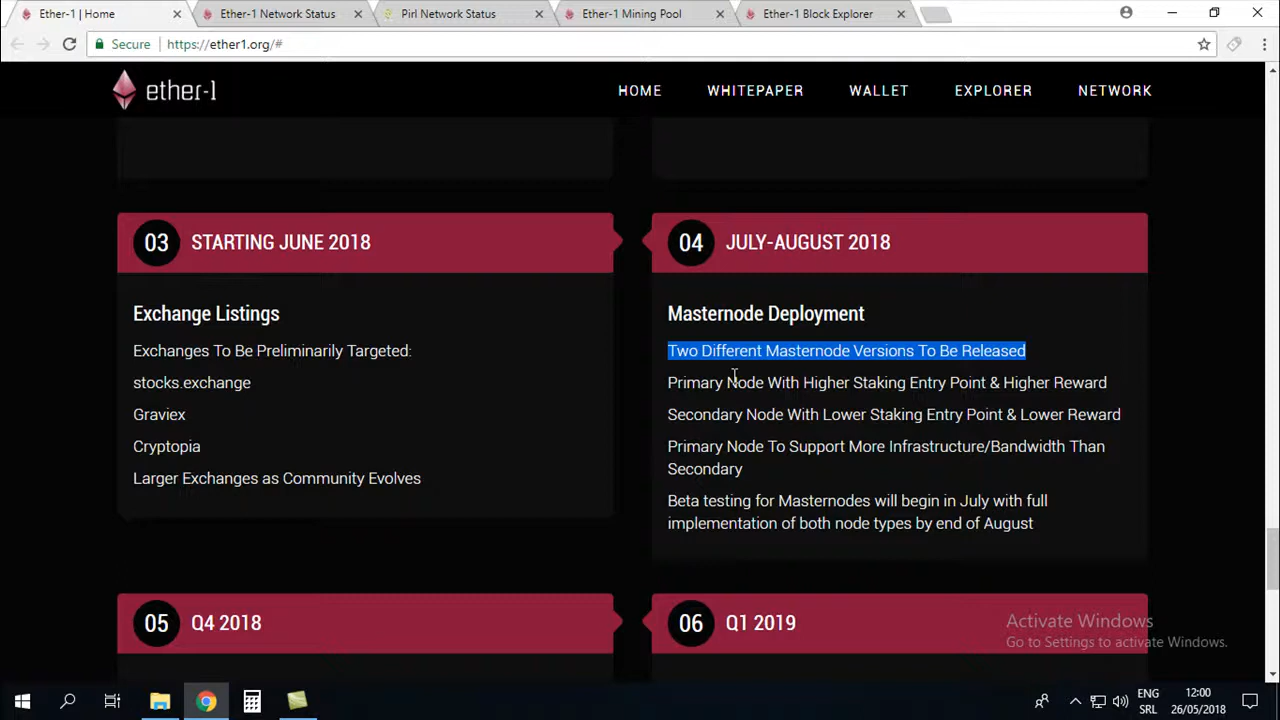 Ether-1 | Home
Ether-1 Network Status
Pirl Network Status
Ether-1 Mining Pool
Ether-1 Block Explorer
Secure
https://ether1.org/#
ether-1
HOME
WHITEPAPER
WALLET
EXPLORER
NETWORK
03
STARTING JUNE 2018
Exchange Listings
Exchanges To Be Preliminarily Targeted:
stocks.exchange
Graviex
Cryptopia
Larger Exchanges as Community Evolves
04
JULY-AUGUST 2018
Masternode Deployment
Two Different Masternode Versions To Be Released
Primary Node With Higher Staking Entry Point & Higher Reward
Secondary Node With Lower Staking Entry Point & Lower Reward
Primary Node To Support More Infrastructure/Bandwidth Than
Secondary
Beta testing for Masternodes will begin in July with full
implementation of both node types by end of August
05
Q4 2018
06
Q1 2019
Activate Windows
Go to Settings to activate Windows.
ENG
SRL
12:00
26/05/2018